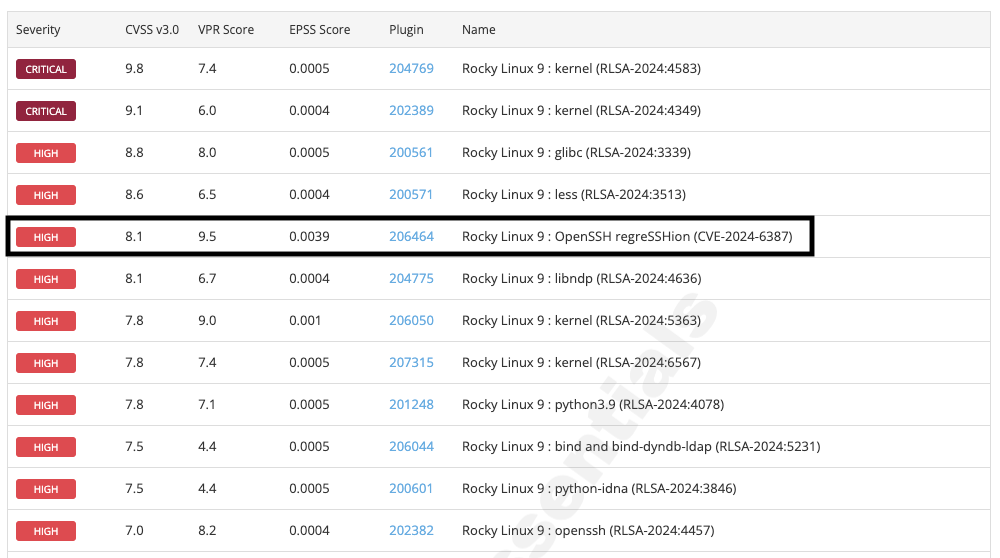 Severity CVSS v3.0 VPR Score EPSS Score Plugin Name
CRITICAL 9.8 7.4 0.0005 204769 Rocky Linux 9 : kernel (RLSA-2024:4583)
CRITICAL 9.1 6.0 0.0004 202389 Rocky Linux 9 : kernel (RLSA-2024:4349)
HIGH 8.8 8.0 0.0005 200561 Rocky Linux 9 : glibc (RLSA-2024:3339)
HIGH 8.6 6.5 0.0004 200571 Rocky Linux 9 : less (RLSA-2024:3513)
HIGH 8.1 9.5 0.0039 206464 Rocky Linux 9 : OpenSSH regreSSHion (CVE-2024-6387)
HIGH 8.1 6.7 0.0004 204775 Rocky Linux 9 : libndp (RLSA-2024:4636)
HIGH 7.8 9.0 0.001 206050 Rocky Linux 9 : kernel (RLSA-2024:5363)
HIGH 7.8 7.4 0.0005 207315 Rocky Linux 9 : kernel (RLSA-2024:6567)
HIGH 7.8 7.1 0.0005 201248 Rocky Linux 9 : python3.9 (RLSA-2024:4078)
HIGH 7.5 4.4 0.0005 206044 Rocky Linux 9 : bind and bind-dyndb-ldap (RLSA-2024:5231)
HIGH 7.5 4.4 0.0005 200601 Rocky Linux 9 : python-idna (RLSA-2024:3846)
HIGH 7.0 8.2 0.0004 202382 Rocky Linux 9 : openssh (RLSA-2024:4457)
ssentials